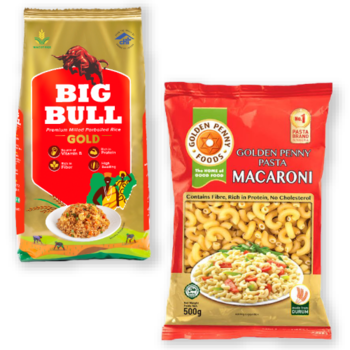 BIG
BULL
Premium Milled Parboiled Rice
GOLD
GOLDEN PENNY
FOODS
The HOME of
GOOD FOOD
No 1
PASTA
BRAND
GOLDEN PENNY
PASTA
MACARONI
Contains Fibre, Rich in Protein, No Cholesterol
500g
DURUM